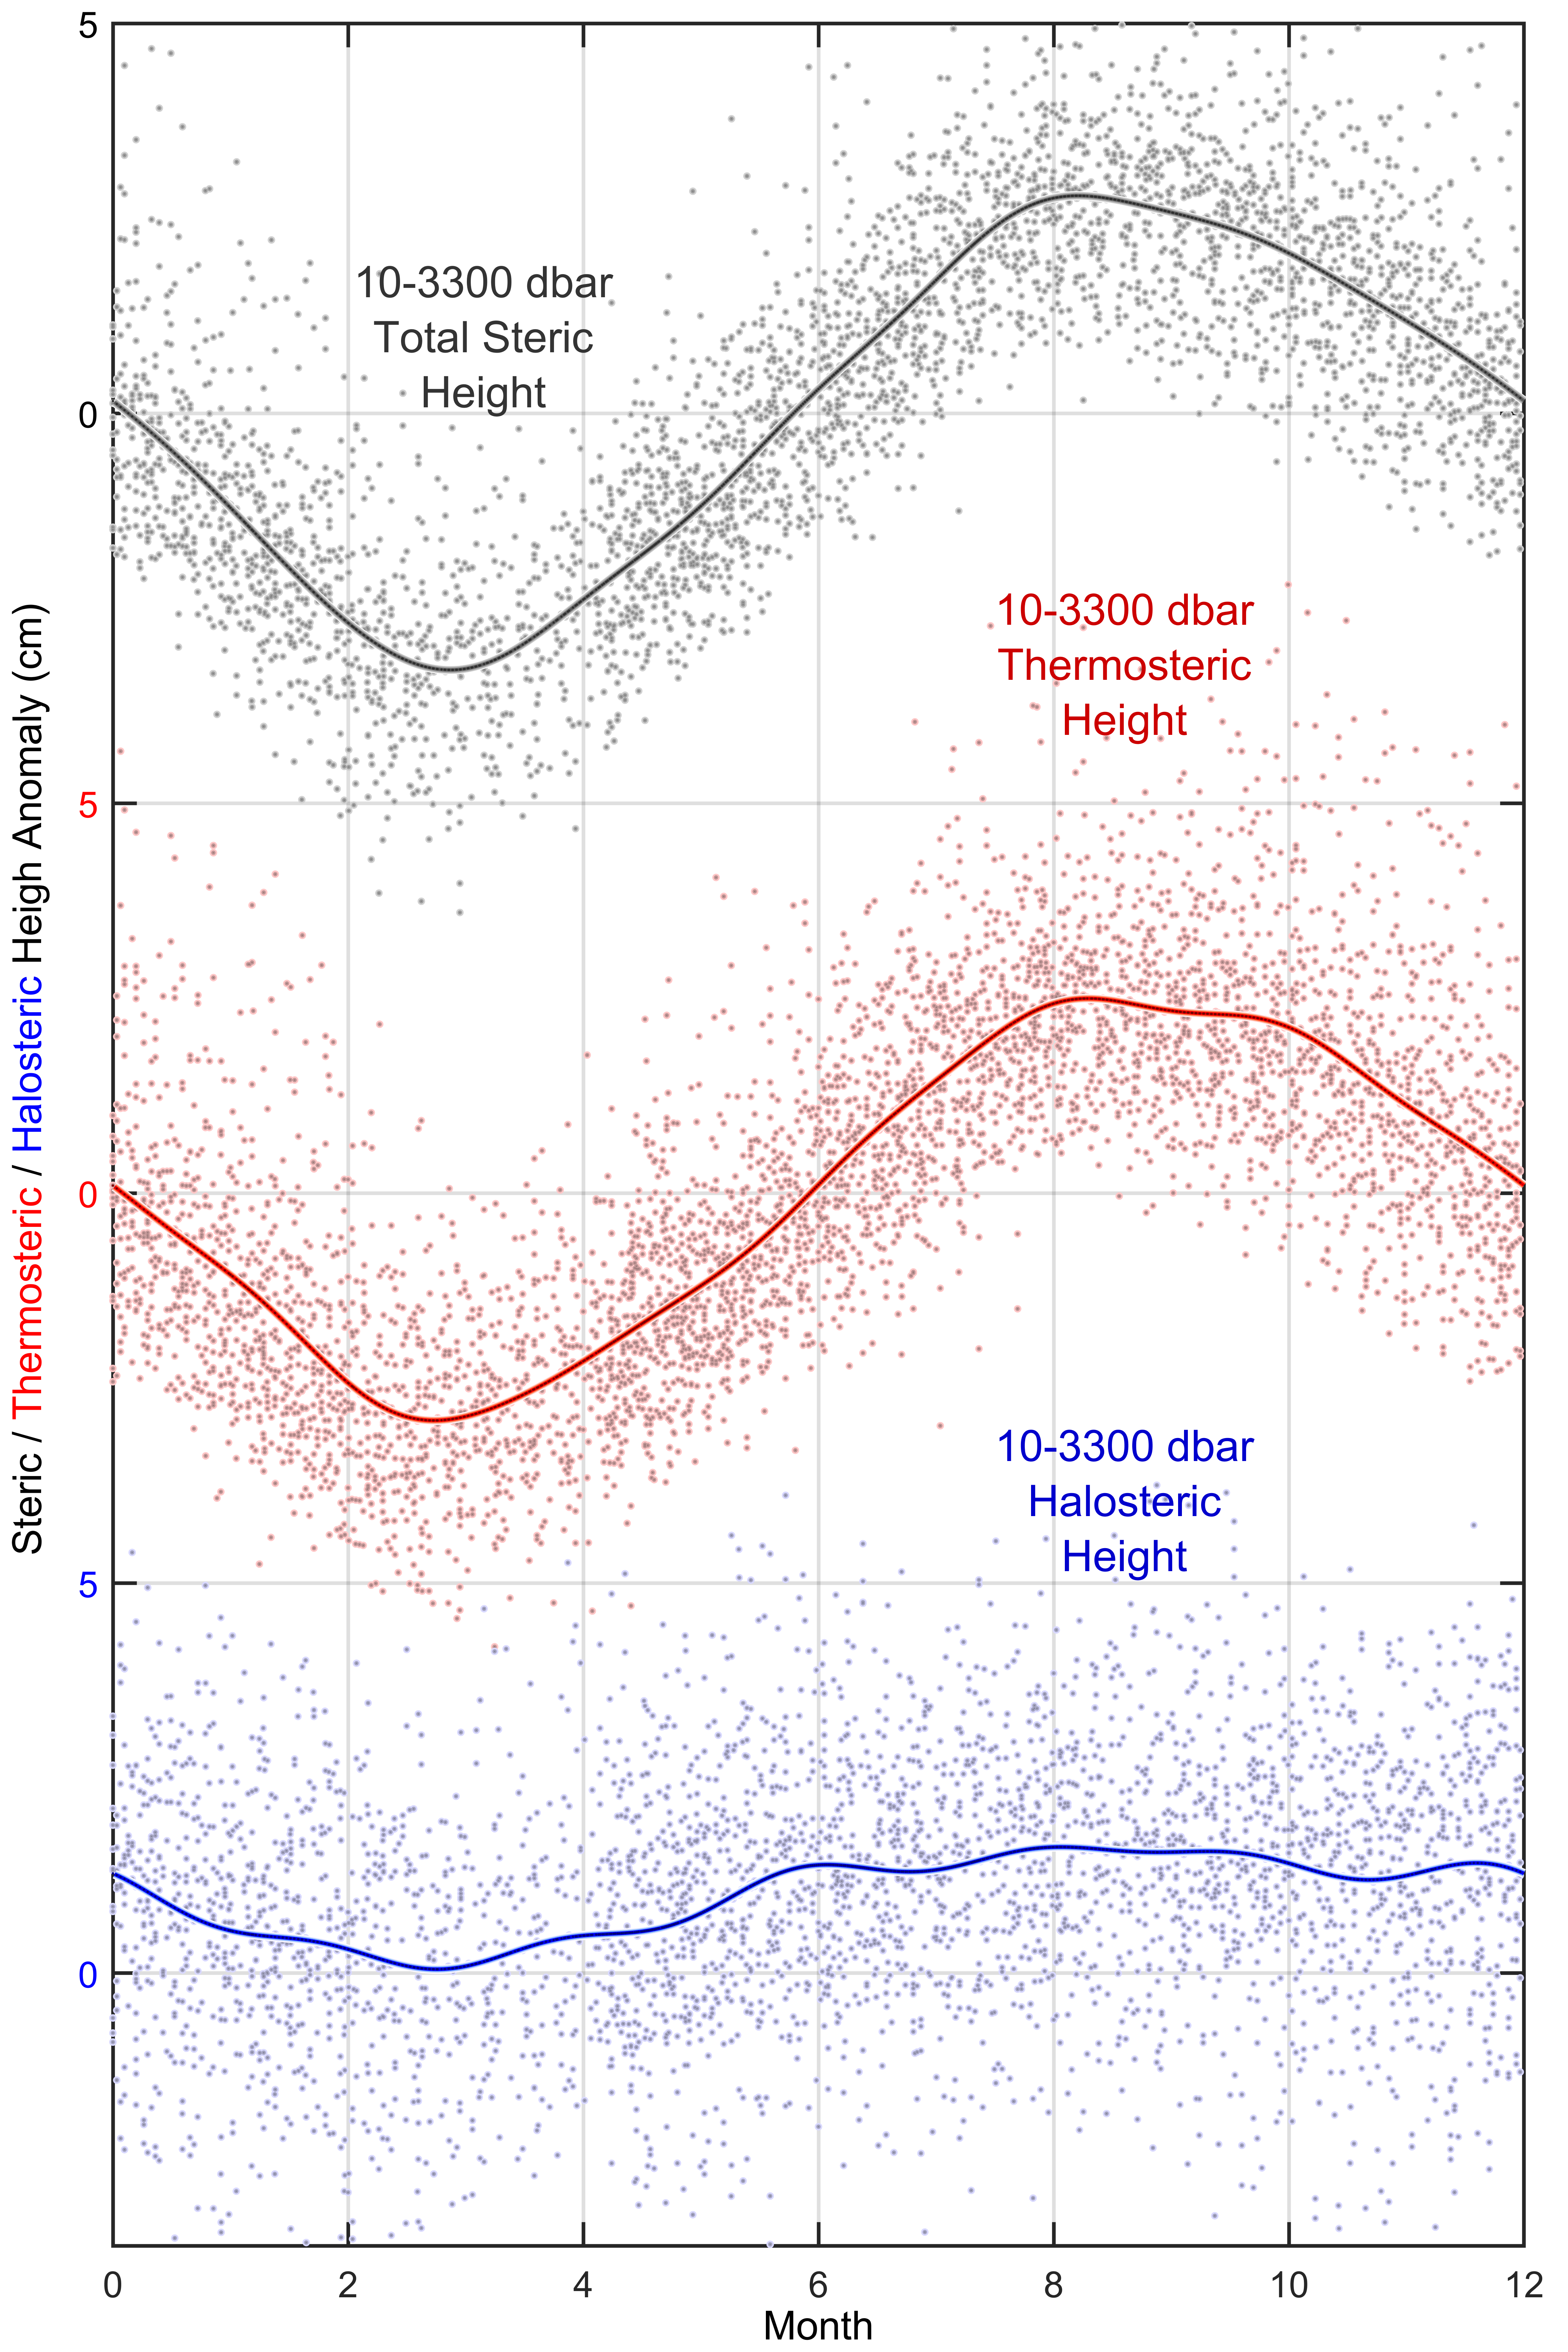 5
10-3300 dbar
Total Steric
Height
0
10-3300 dbar
Thermosteric
Height
5
0
10-3300 dbar
Halosteric
Height
5
0
Steric / Thermosteric / Halosteric Heigh Anomaly (cm)
0 2 4 6 8 10 12
Month